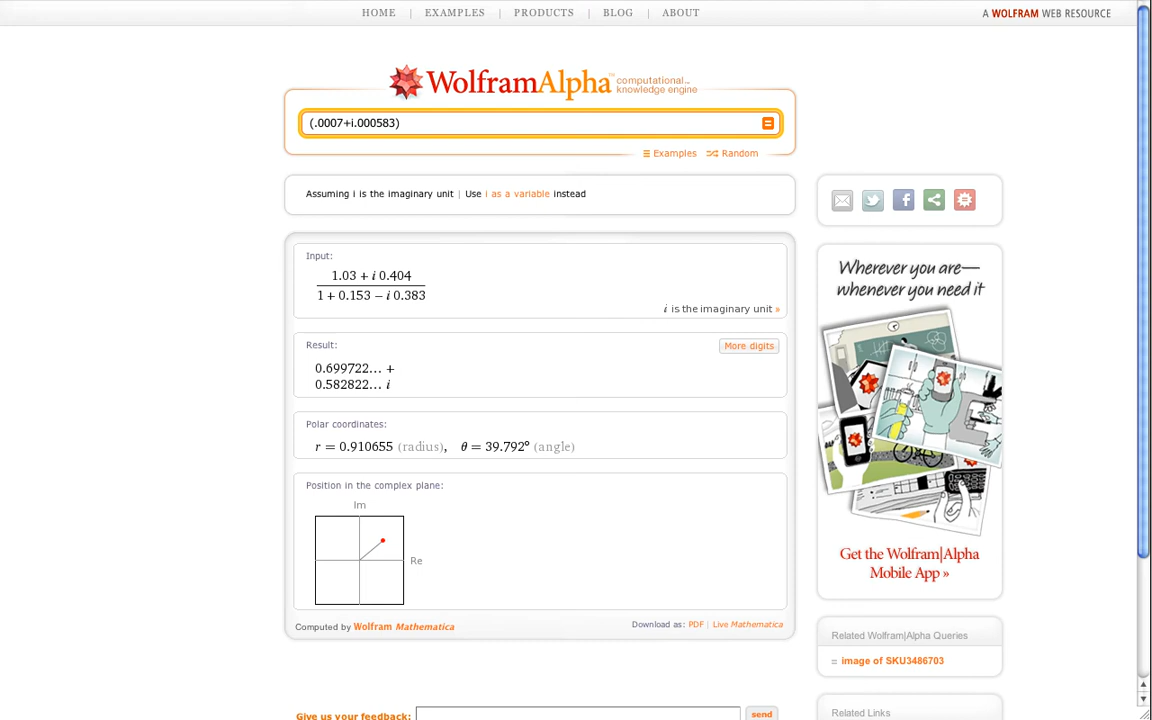 HOME | EXAMPLES | PRODUCTS | BLOG | ABOUT
A WOLFRAM WEB RESOURCE
WolframAlpha™ computational... knowledge engine
(.0007+i.000583)
Examples Random
Assuming i is the imaginary unit | Use i as a variable instead
Input:
1.03 + i 0.404
1 + 0.153 − i 0.383
i is the imaginary unit »
Result:
More digits
0.699722... +
0.582822... i
Polar coordinates:
r = 0.910655 (radius), θ = 39.792° (angle)
Position in the complex plane:
Im
Re
Computed by Wolfram Mathematica
Download as: PDF | Live Mathematica
Give us your feedback:
send
Wherever you are—
whenever you need it
Get the Wolfram|Alpha
Mobile App »
Related Wolfram|Alpha Queries
= image of SKU3486703
Related Links